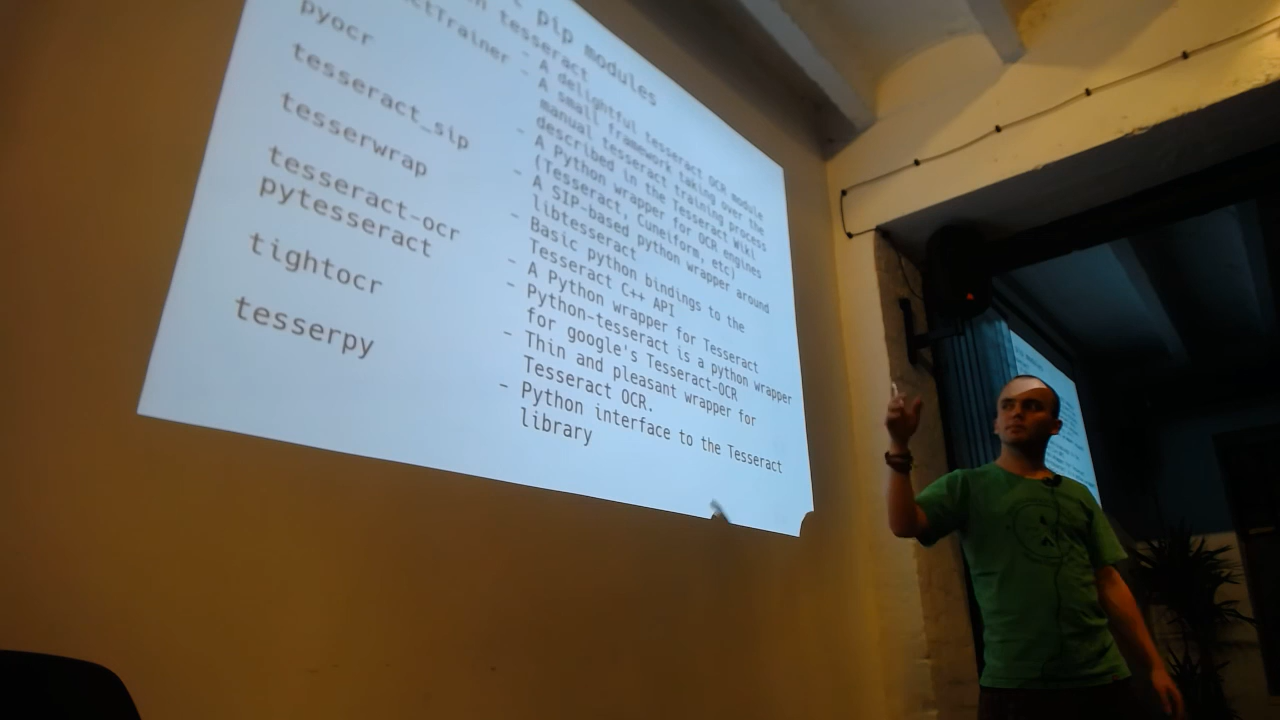 pip modules
tesseract - A delightful tesseract OCR module
Trainer - A small framework taking over the
manual tesseract training process
described in the Tesseract Wiki
pyocr - A Python wrapper for OCR engines
(Tesseract, Cuneiform, etc)
tesseract_sip - A SIP-based python wrapper around
libtesseract
tesserwrap - Basic python bindings to the
Tesseract C++ API
tesseract-ocr - A Python wrapper for Tesseract
pytesseract - Python-tesseract is a python wrapper
for google's Tesseract-OCR
tightocr - Thin and pleasant wrapper for
Tesseract OCR.
tesserpy - Python interface to the Tesseract
library